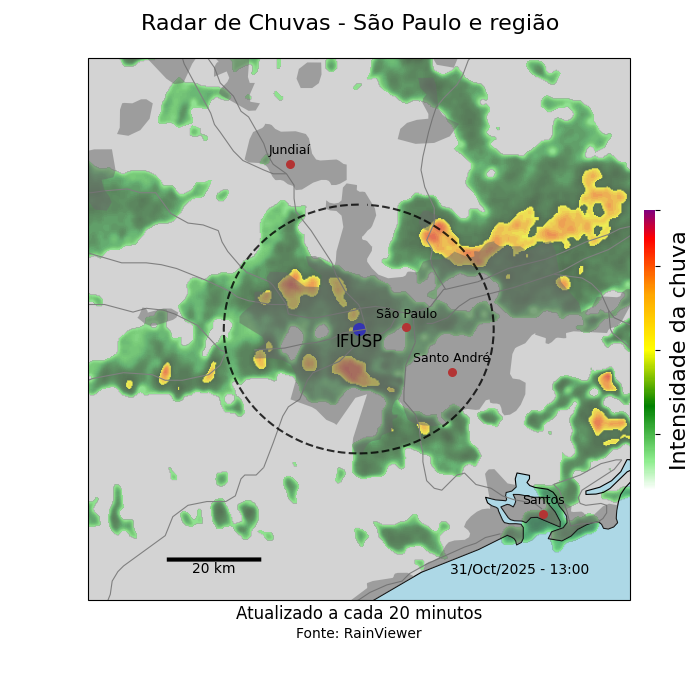 Radar de Chuvas - São Paulo e região
Jundiaí
São Paulo
IFUSP
Santo André
Santos
20 km
31/Oct/2025 - 13:00
Intensidade da chuva
Atualizado a cada 20 minutos
Fonte: RainViewer